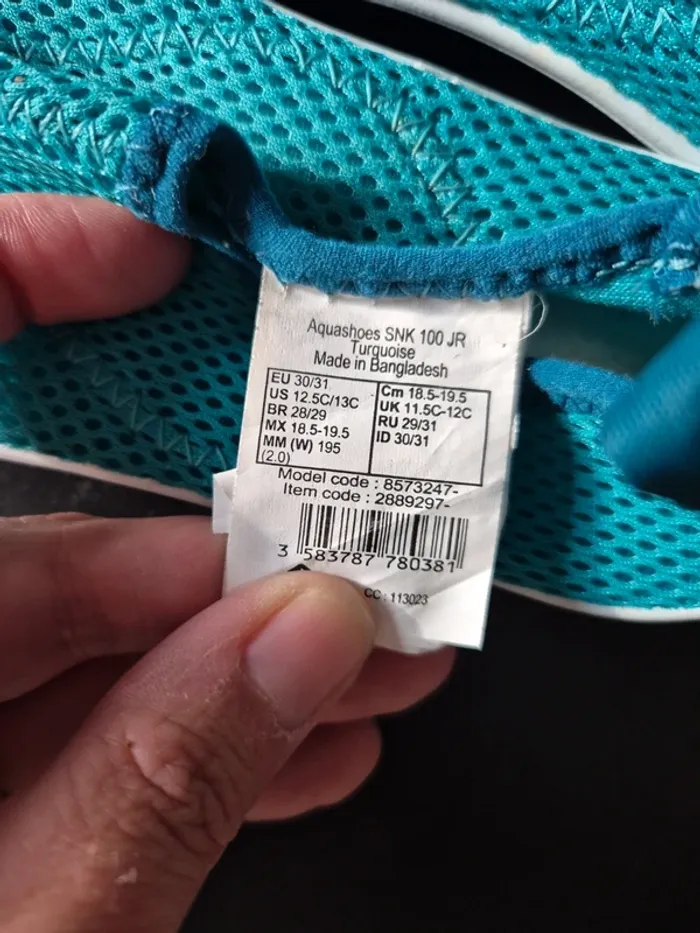 Aquashoes SNK 100 JR
Turquoise
Made in Bangladesh
EU 30/31
US 12.5C/13C
BR 28/29
MX 18.5-19.5
MM (W) 195
(2.0)
Cm 18.5-19.5
UK 11.5C-12C
RU 29/31
ID 30/31
Model code : 8573247-
Item code : 2889297-
3 583787 780381
CC : 113023